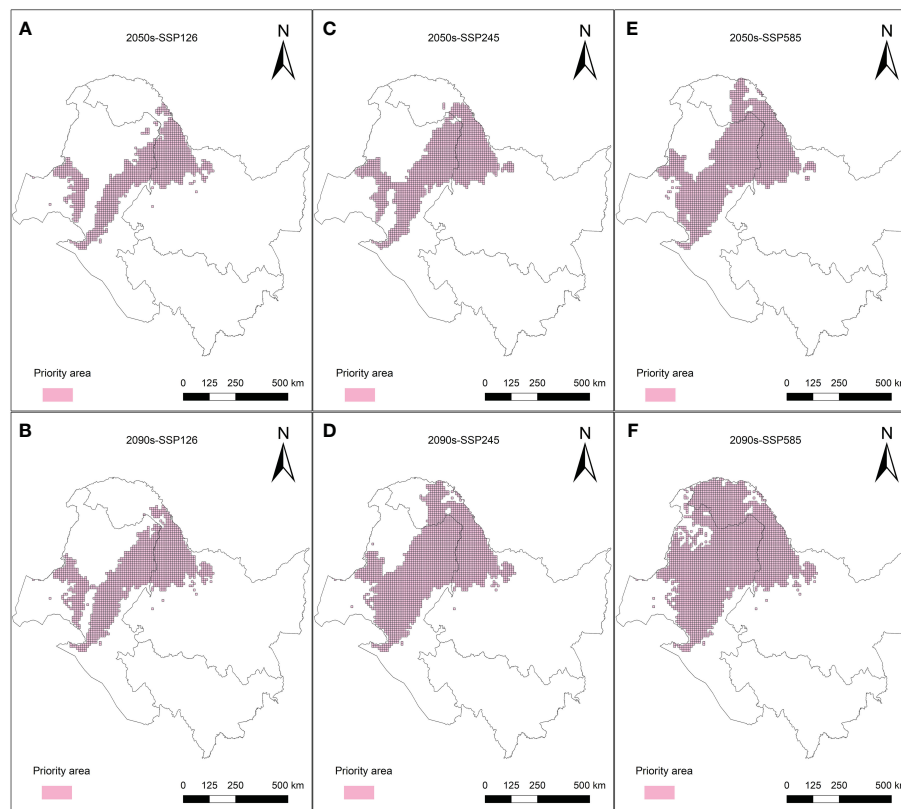 A
2050s-SSP126
N
Priority area
0 125 250 500 km
C
2050s-SSP245
N
Priority area
0 125 250 500 km
E
2050s-SSP585
N
Priority area
0 125 250 500 km
B
2090s-SSP126
N
Priority area
0 125 250 500 km
D
2090s-SSP245
N
Priority area
0 125 250 500 km
F
2090s-SSP585
N
Priority area
0 125 250 500 km